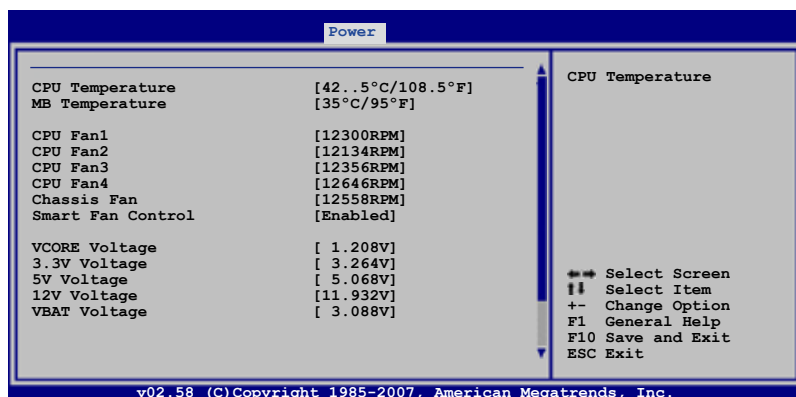 Power
CPU Temperature [42..5°C/108.5°F]
MB Temperature [35°C/95°F]
CPU Fan1 [12300RPM]
CPU Fan2 [12134RPM]
CPU Fan3 [12356RPM]
CPU Fan4 [12646RPM]
Chassis Fan [12558RPM]
Smart Fan Control [Enabled]
VCORE Voltage [ 1.208V]
3.3V Voltage [ 3.264V]
5V Voltage [ 5.068V]
12V Voltage [11.932V]
VBAT Voltage [ 3.088V]
CPU Temperature
Select Screen
Select Item
+- Change Option
F1 General Help
F10 Save and Exit
ESC Exit
v02.58 (C)Copyright 1985-2007, American Megatrends, Inc.